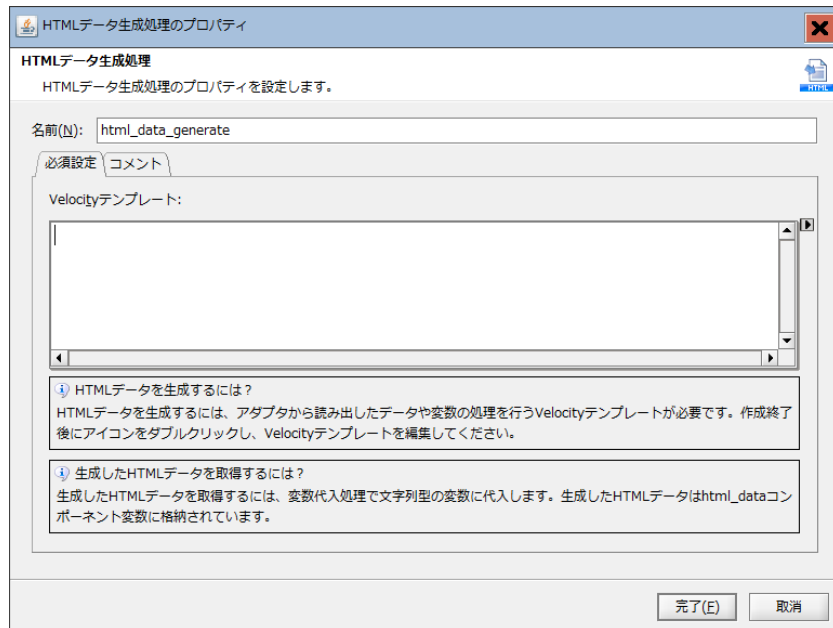 HTMLデータ生成処理のプロパティ
HTMLデータ生成処理
HTMLデータ生成処理のプロパティを設定します。
HTML
名前(N): html_data_generate
必須設定 コメント
Velocityテンプレート:
HTMLデータを生成するには？
HTMLデータを生成するには、アダプタから読み出したデータや変数の処理を行うVelocityテンプレートが必要です。作成終了
後にアイコンをダブルクリックし、Velocityテンプレートを編集してください。
生成したHTMLデータを取得するには？
生成したHTMLデータを取得するには、変数代入処理で文字列型の変数に代入します。生成したHTMLデータはhtml_dataコン
ポーネント変数に格納されています。
完了(F) 取消